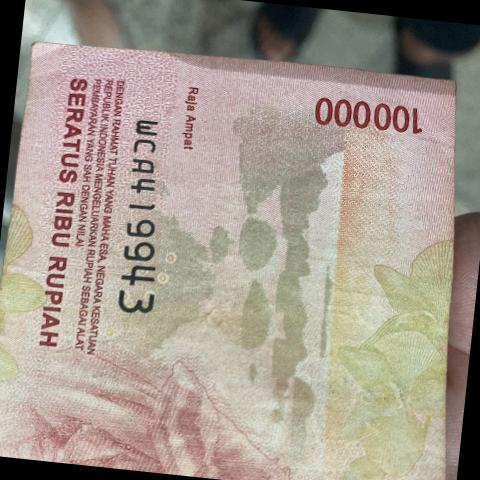 100000
Raja Ampat
WCA419943
DENGAN RAHMAT TUHAN YANG MAHA ESA, NEGARA KESATUAN
REPUBLIK INDONESIA MENGELUARKAN RUPIAH SEBAGAI ALAT
PEMBAYARAN YANG SAH DENGAN NILAI
SERATUS RIBU RUPIAH